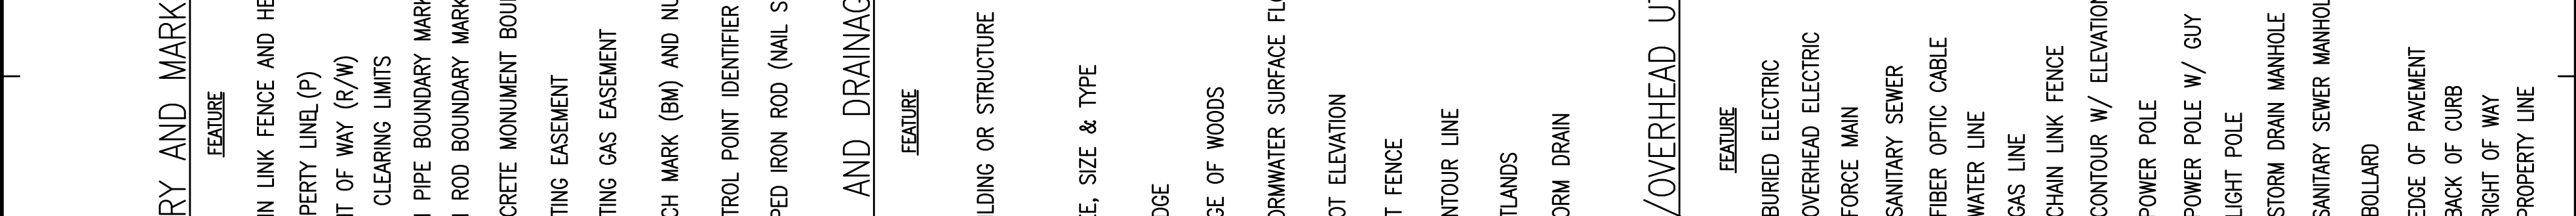 RY AND MARK
FEATURE
IN LINK FENCE AND HE
PERTY LINE (P)
T OF WAY (R/W)
CLEARING LIMITS
PIPE BOUNDARY MARK
ROD BOUNDARY MARK
CRETE MONUMENT BOU
TING EASEMENT
TING GAS EASEMENT
CH MARK (BM) AND NU
TROL POINT IDENTIFIER
PED IRON ROD (NAIL S
AND DRAINAG
FEATURE
LDING OR STRUCTURE
E, SIZE & TYPE
DGE
GE OF WOODS
ORMWATER SURFACE FLO
OT ELEVATION
T FENCE
NTOUR LINE
TLANDS
ORM DRAIN
/OVERHEAD UT
FEATURE
BURIED ELECTRIC
OVERHEAD ELECTRIC
FORCE MAIN
SANITARY SEWER
FIBER OPTIC CABLE
WATER LINE
GAS LINE
CHAIN LINK FENCE
CONTOUR W/ ELEVATION
POWER POLE
POWER POLE W/ GUY
LIGHT POLE
STORM DRAIN MANHOLE
SANITARY SEWER MANHOL
BOLLARD
EDGE OF PAVEMENT
BACK OF CURB
RIGHT OF WAY
PROPERTY LINE